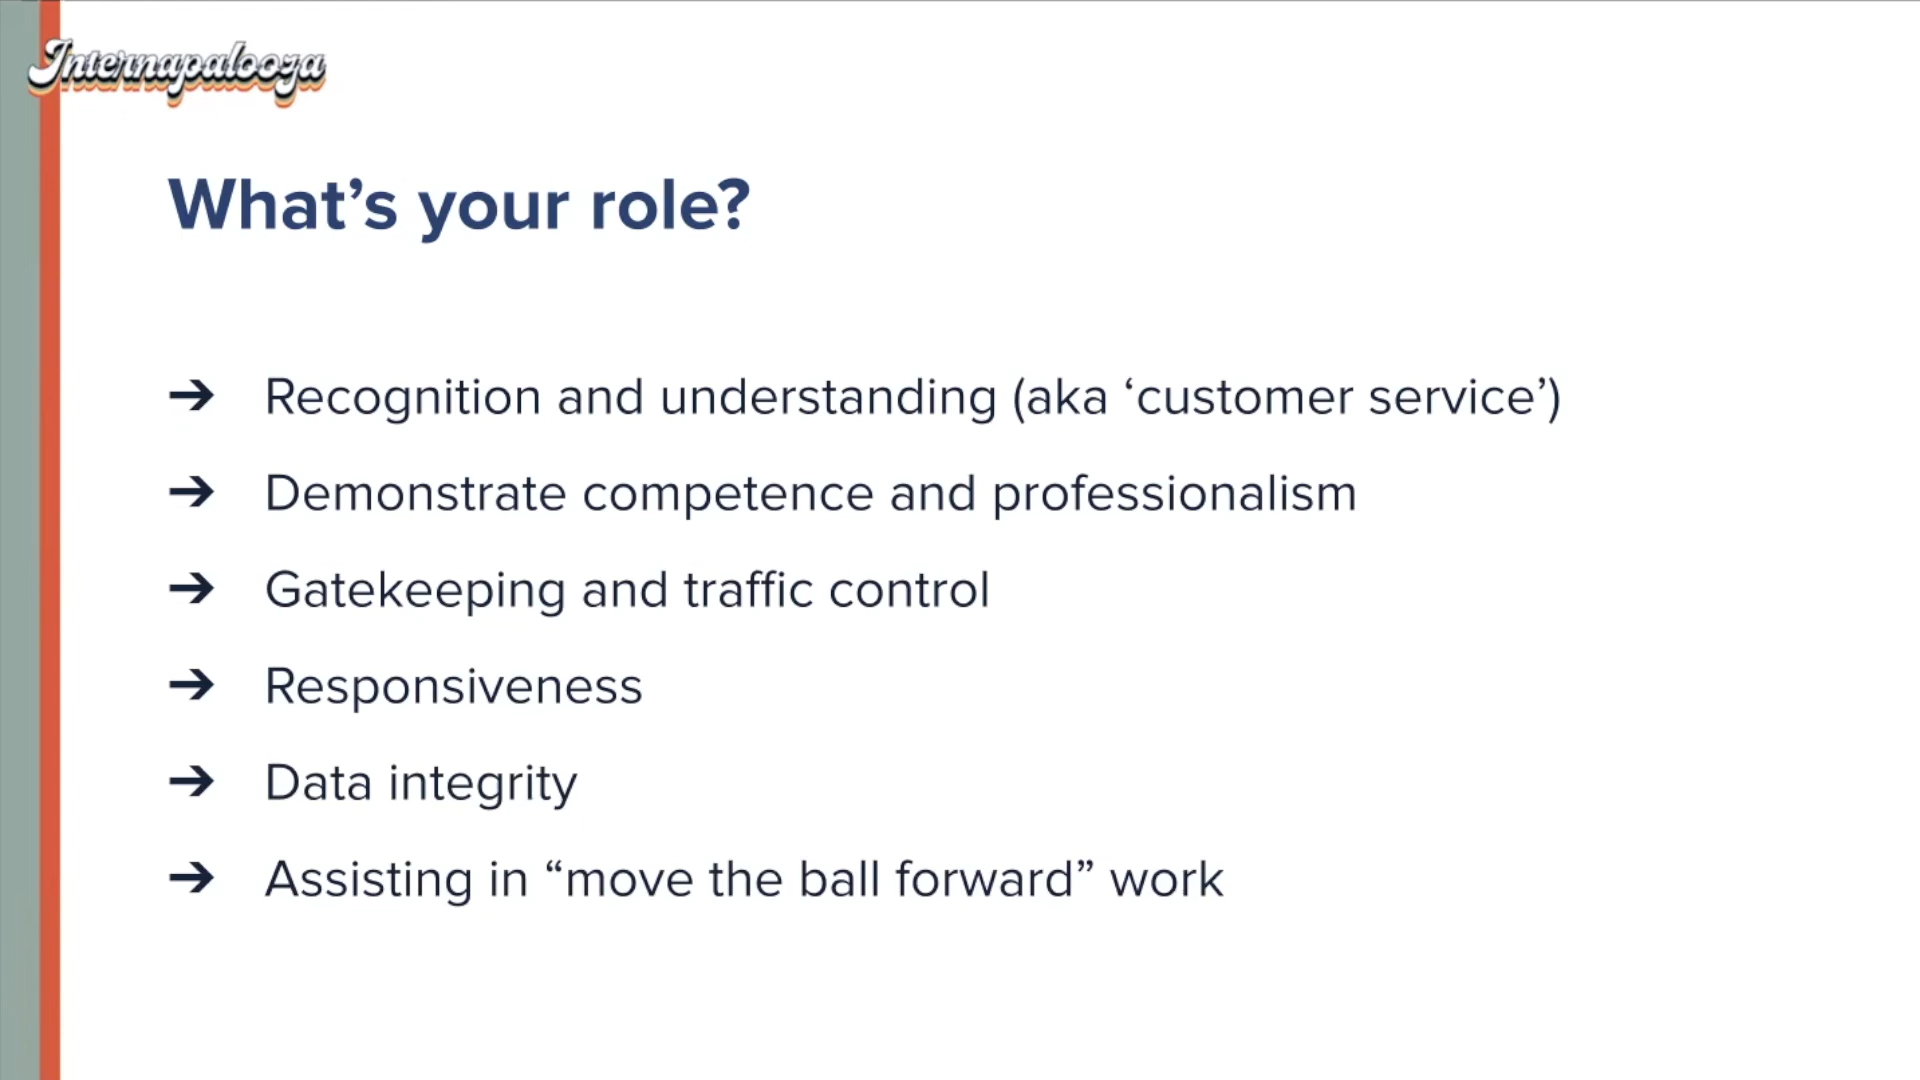 Internapalooza
What’s your role?
➔ Recognition and understanding (aka ‘customer service’)
➔ Demonstrate competence and professionalism
➔ Gatekeeping and traffic control
➔ Responsiveness
➔ Data integrity
➔ Assisting in “move the ball forward” work